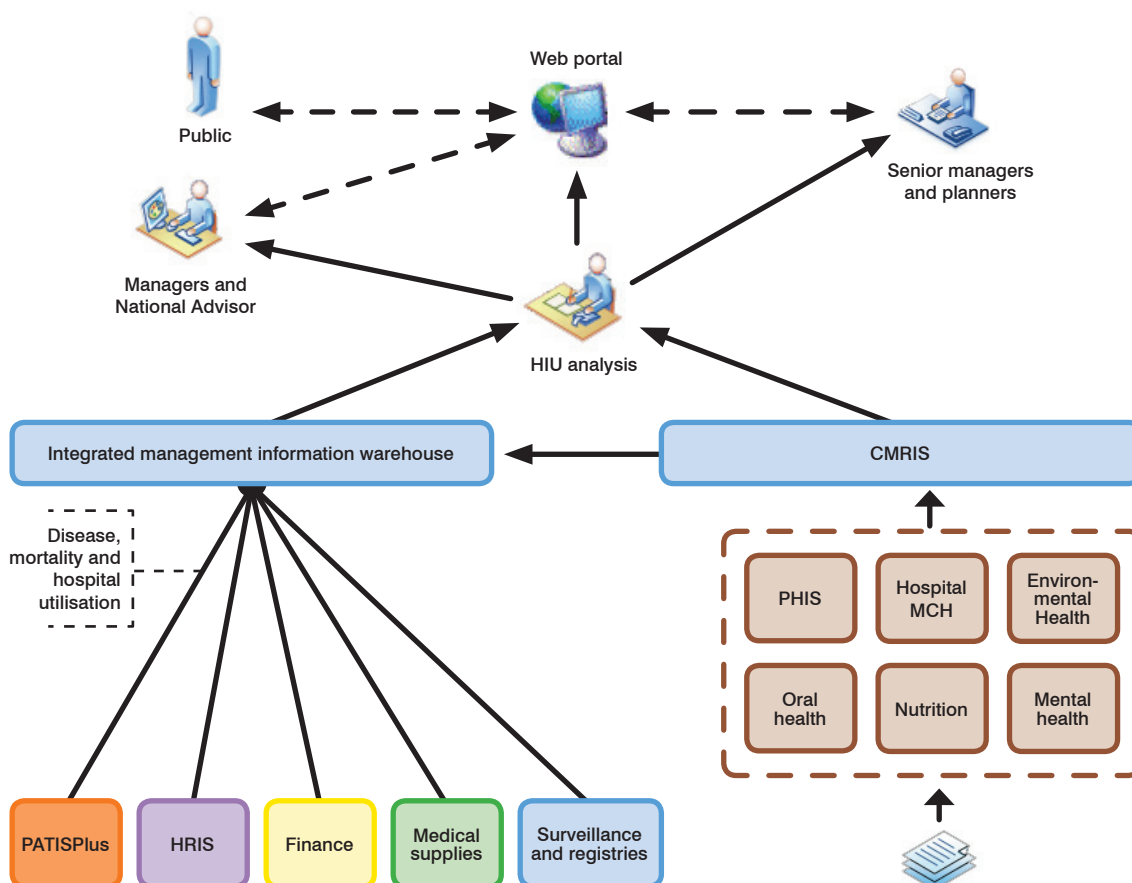 Web portal
Public
Senior managers
and planners
Managers and
National Advisor
HIU analysis
Integrated management information warehouse
CMRIS
Disease,
mortality and
hospital
utilisation
PHIS
Hospital
MCH
Environ-
mental
Health
Oral
health
Nutrition
Mental
health
PATISPlus
HRIS
Finance
Medical
supplies
Surveillance
and registries